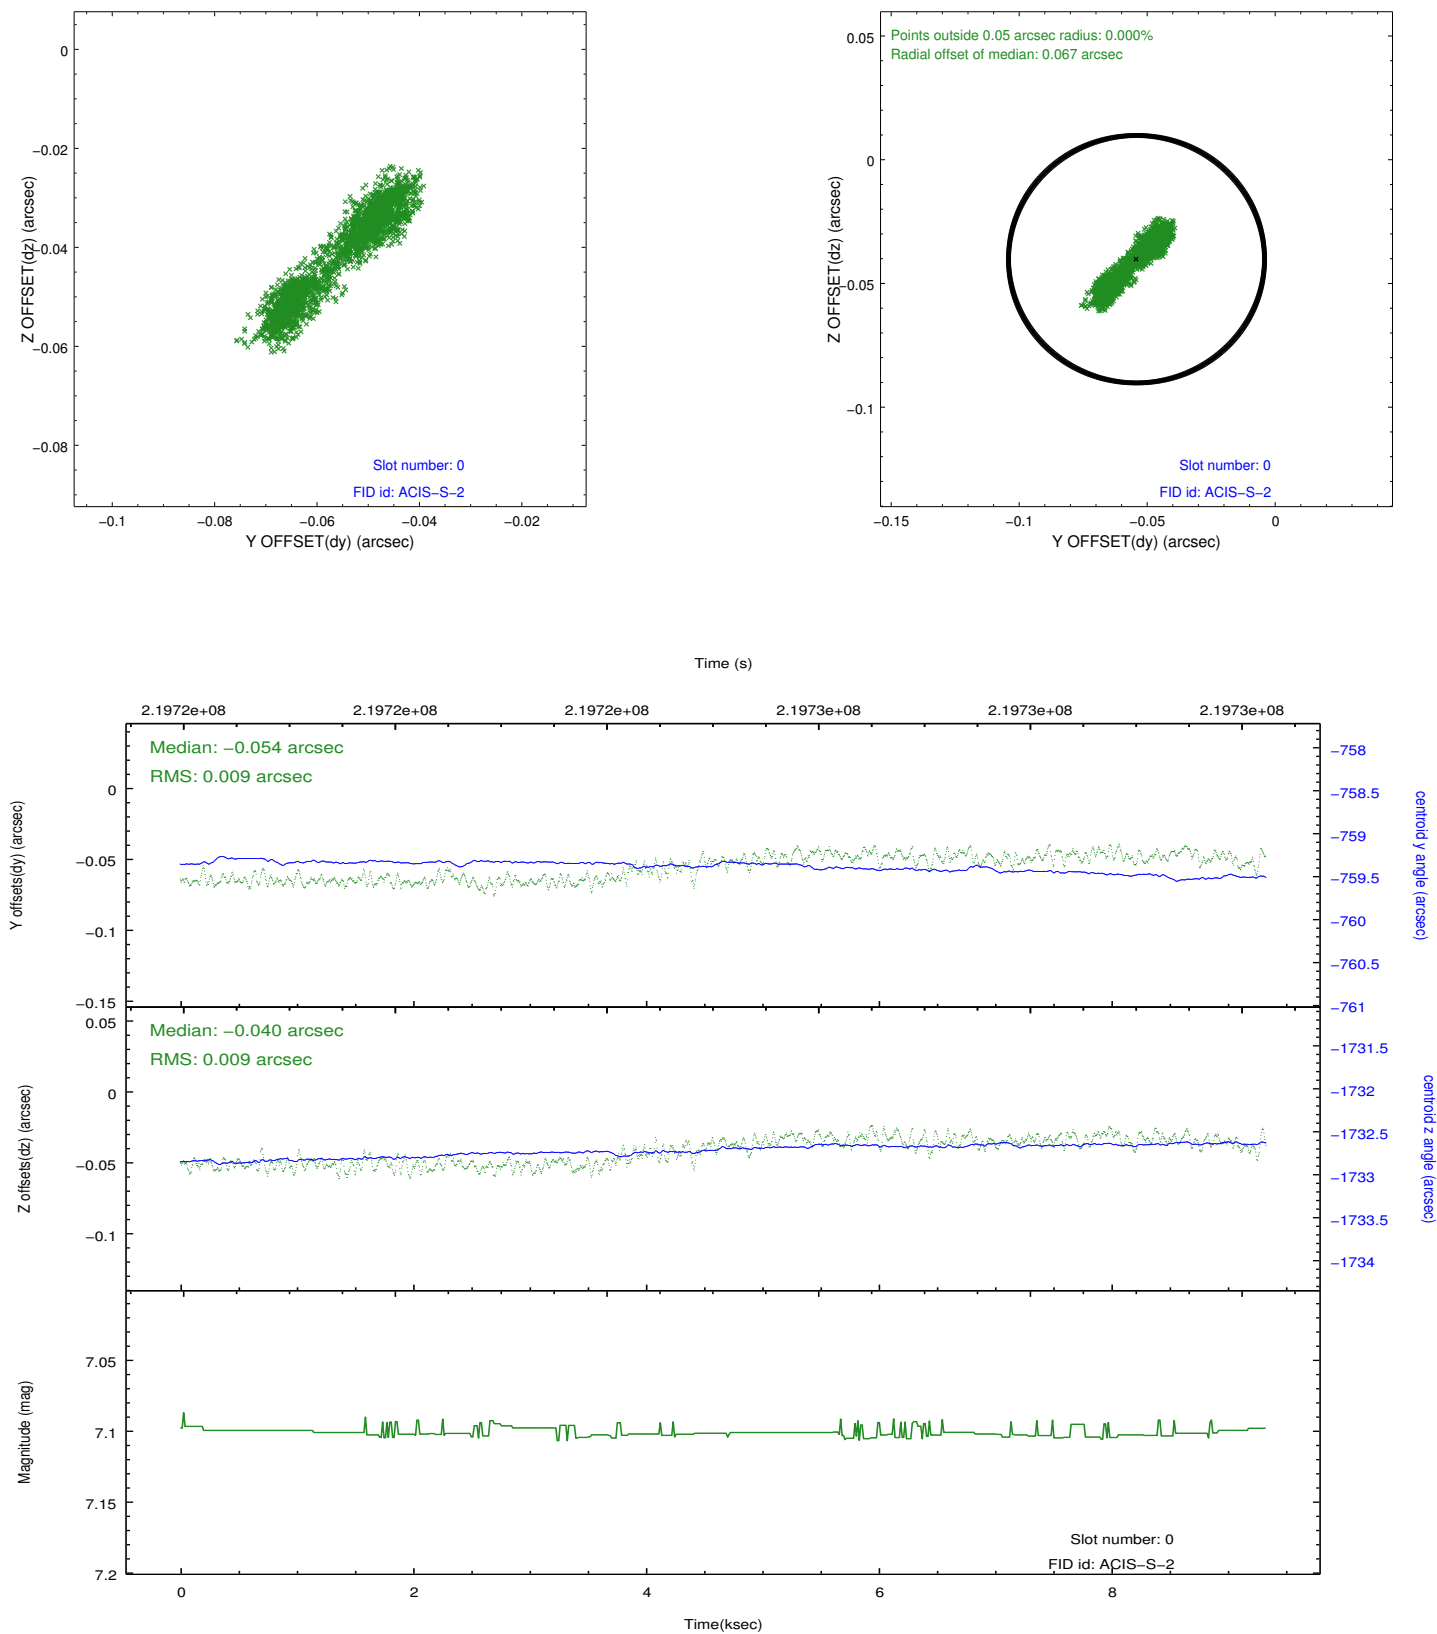 0
−0.02
−0.04
−0.06
−0.08
Z OFFSET(dz) (arcsec)
Slot number: 0
FID id: ACIS−S−2
−0.1
−0.08
−0.06
−0.04
−0.02
Y OFFSET(dy) (arcsec)
Points outside 0.05 arcsec radius: 0.000%
Radial offset of median: 0.067 arcsec
0.05
0
−0.05
−0.1
Z OFFSET(dz) (arcsec)
Slot number: 0
FID id: ACIS−S−2
−0.15
−0.1
−0.05
0
Y OFFSET(dy) (arcsec)
Time (s)
2.1972e+08
2.1972e+08
2.1972e+08
2.1973e+08
2.1973e+08
2.1973e+08
Median: −0.054 arcsec
RMS: 0.009 arcsec
0
−0.05
−0.1
−0.15
Y offsets(dy) (arcsec)
−758
−758.5
−759
−759.5
−760
−760.5
−761
centroid y angle (arcsec)
Median: −0.040 arcsec
RMS: 0.009 arcsec
0.05
0
−0.05
−0.1
Z offsets(dz) (arcsec)
−1731.5
−1732
−1732.5
−1733
−1733.5
−1734
centroid z angle (arcsec)
7.05
7.1
7.15
7.2
Magnitude (mag)
Slot number: 0
FID id: ACIS−S−2
0
2
4
6
8
Time(ksec)